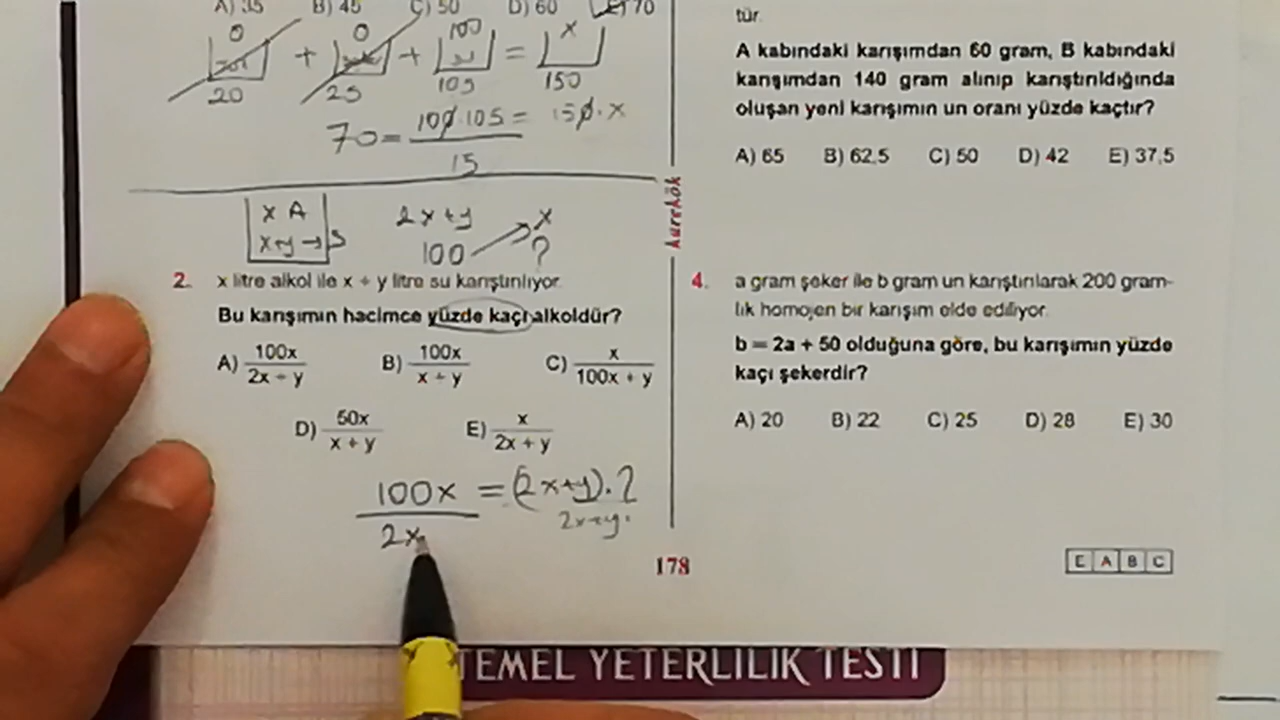 A) 35 B) 45 C) 50 D) 60 E) 70
0 + 0 + 100 = x
20 25 105 150
70 = 100.105 = 150.x
15
x A
x+y → S
2x+y x
100 ?
2. x litre alkol ile x + y litre su karıştırılıyor.
Bu karışımın hacimce yüzde kaçı alkoldür?
A) 100x / 2x + y B) 100x / x + y C) x / 100x + y
D) 50x / x + y E) x / 2x + y
100x = (2x+y).?
2x 2x+y.
178
tür.
A kabındaki karışımdan 60 gram, B kabındaki
karışımdan 140 gram alınıp karıştırıldığında
oluşan yeni karışımın un oranı yüzde kaçtır?
A) 65 B) 62,5 C) 50 D) 42 E) 37,5
karekök
4. a gram şeker ile b gram un karıştırılarak 200 gram-
lık homojen bir karışım elde ediliyor.
b = 2a + 50 olduğuna göre, bu karışımın yüzde
kaçı şekerdir?
A) 20 B) 22 C) 25 D) 28 E) 30
E A B C
TEMEL YETERLİLİK TESTİ